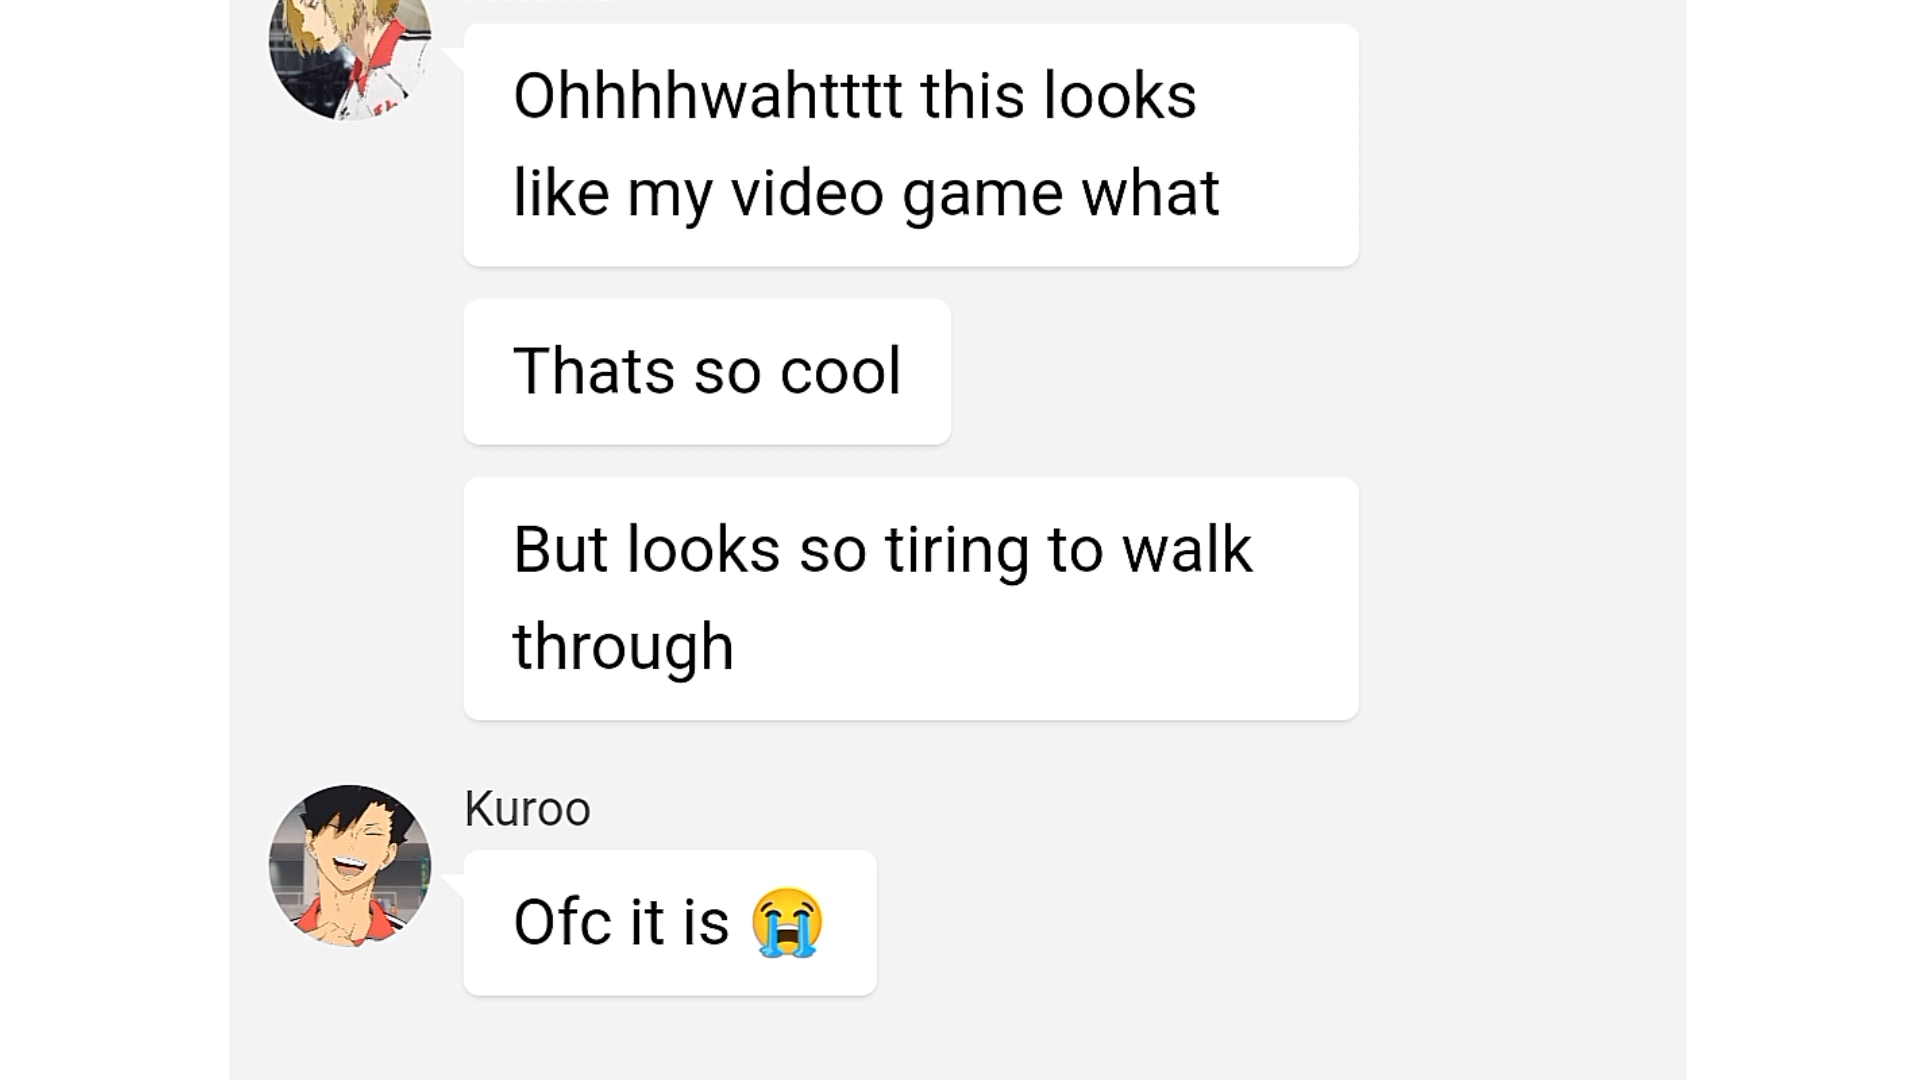 Ohhhhwahtttt this looks
like my video game what
Thats so cool
But looks so tiring to walk
through
Kuroo
Ofc it is 😭